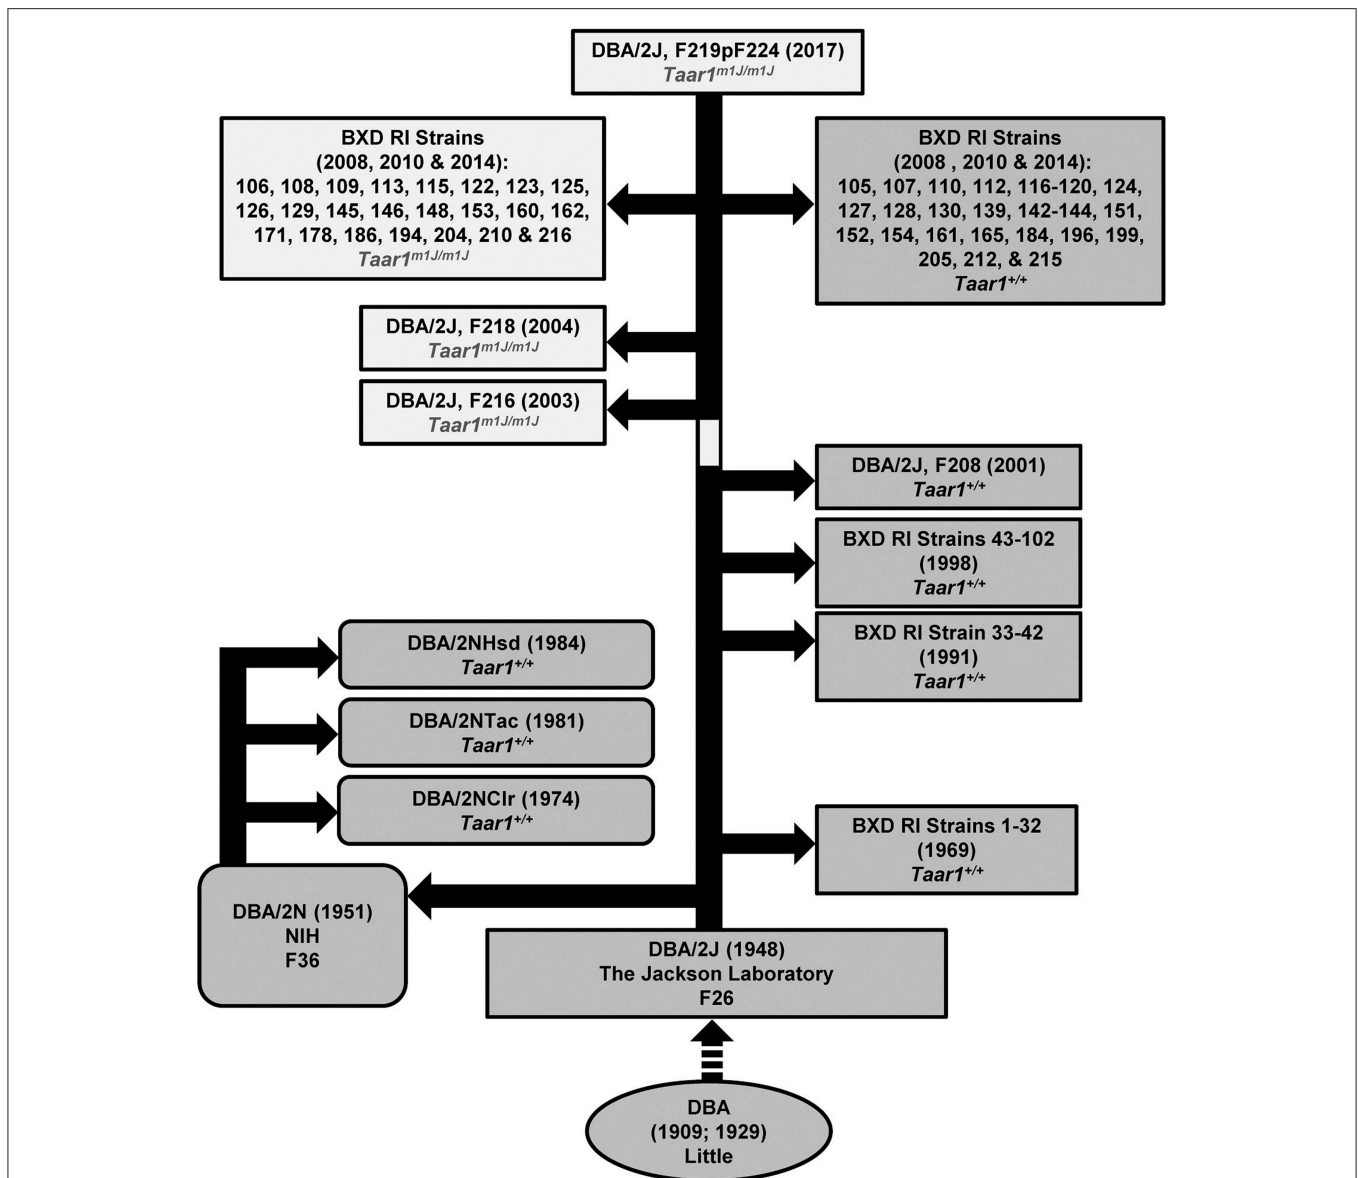 DBA/2J, F219pF224 (2017)
Taar1m1J/m1J
BXD RI Strains
(2008, 2010 & 2014):
106, 108, 109, 113, 115, 122, 123, 125,
126, 129, 145, 146, 148, 153, 160, 162,
171, 178, 186, 194, 204, 210 & 216
Taar1m1J/m1J
BXD RI Strains
(2008 , 2010 & 2014):
105, 107, 110, 112, 116-120, 124,
127, 128, 130, 139, 142-144, 151,
152, 154, 161, 165, 184, 196, 199,
205, 212, & 215
Taar1+/+
DBA/2J, F218 (2004)
Taar1m1J/m1J
DBA/2J, F216 (2003)
Taar1m1J/m1J
DBA/2J, F208 (2001)
Taar1+/+
BXD RI Strains 43-102
(1998)
Taar1+/+
BXD RI Strain 33-42
(1991)
Taar1+/+
DBA/2NHsd (1984)
Taar1+/+
DBA/2NTac (1981)
Taar1+/+
DBA/2NClr (1974)
Taar1+/+
BXD RI Strains 1-32
(1969)
Taar1+/+
DBA/2N (1951)
NIH
F36
DBA/2J (1948)
The Jackson Laboratory
F26
DBA
(1909; 1929)
Little